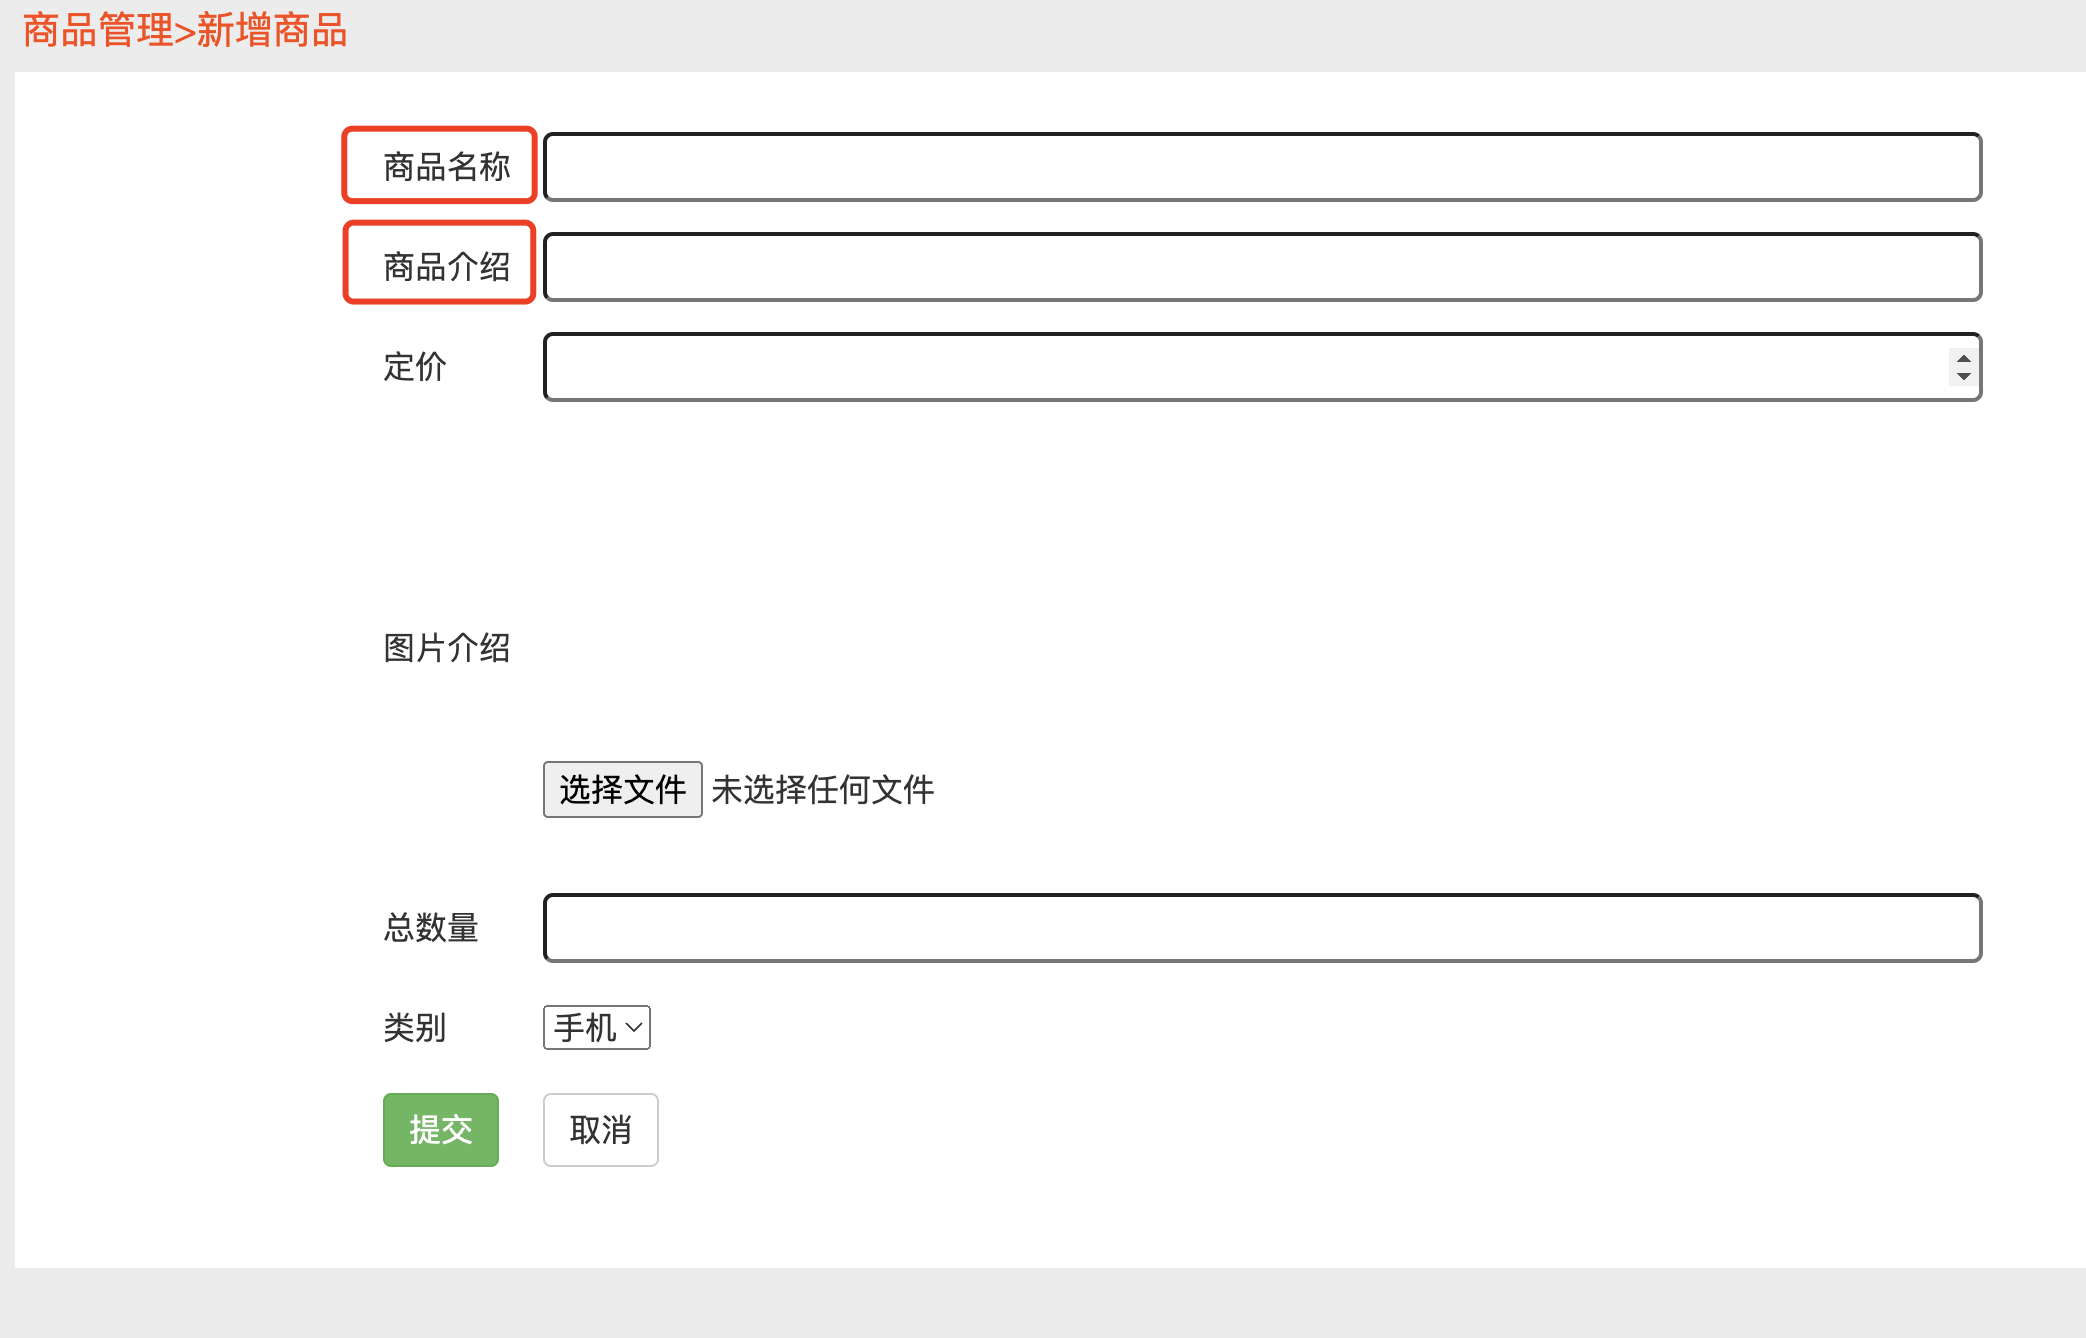 商品管理>新增商品
商品名称
商品介绍
定价
图片介绍
选择文件 未选择任何文件
总数量
类别 手机
提交 取消